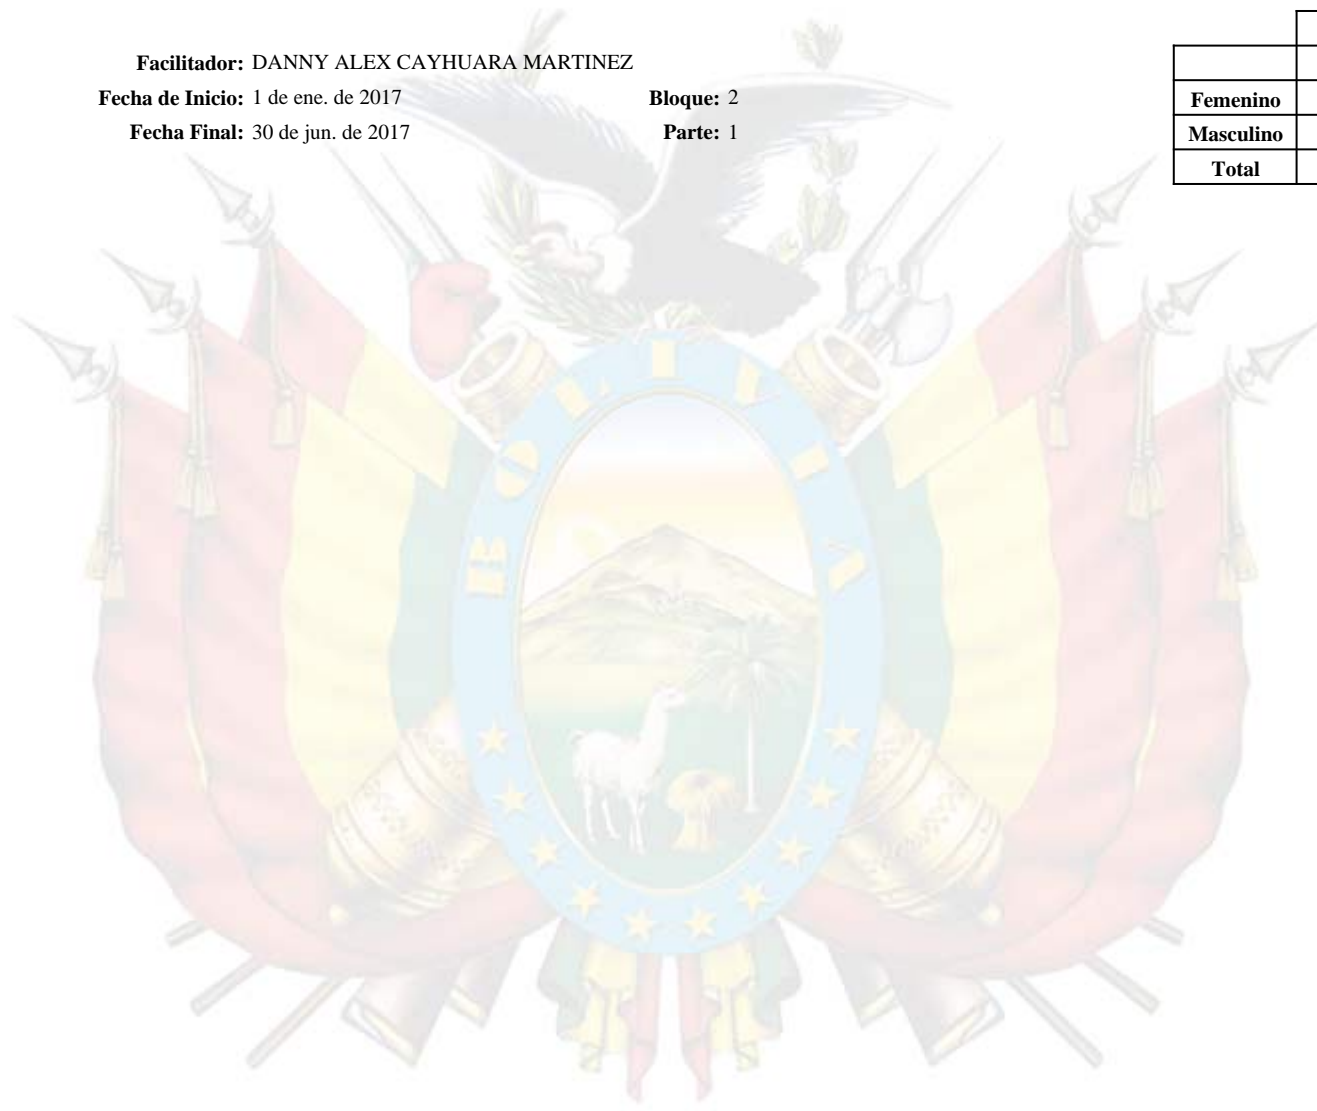 Facilitador: DANNY ALEX CAYHUARA MARTINEZ
Fecha de Inicio: 1 de ene. de 2017 Bloque: 2
Fecha Final: 30 de jun. de 2017 Parte: 1
Femenino
Masculino
Total
BOLIVIA